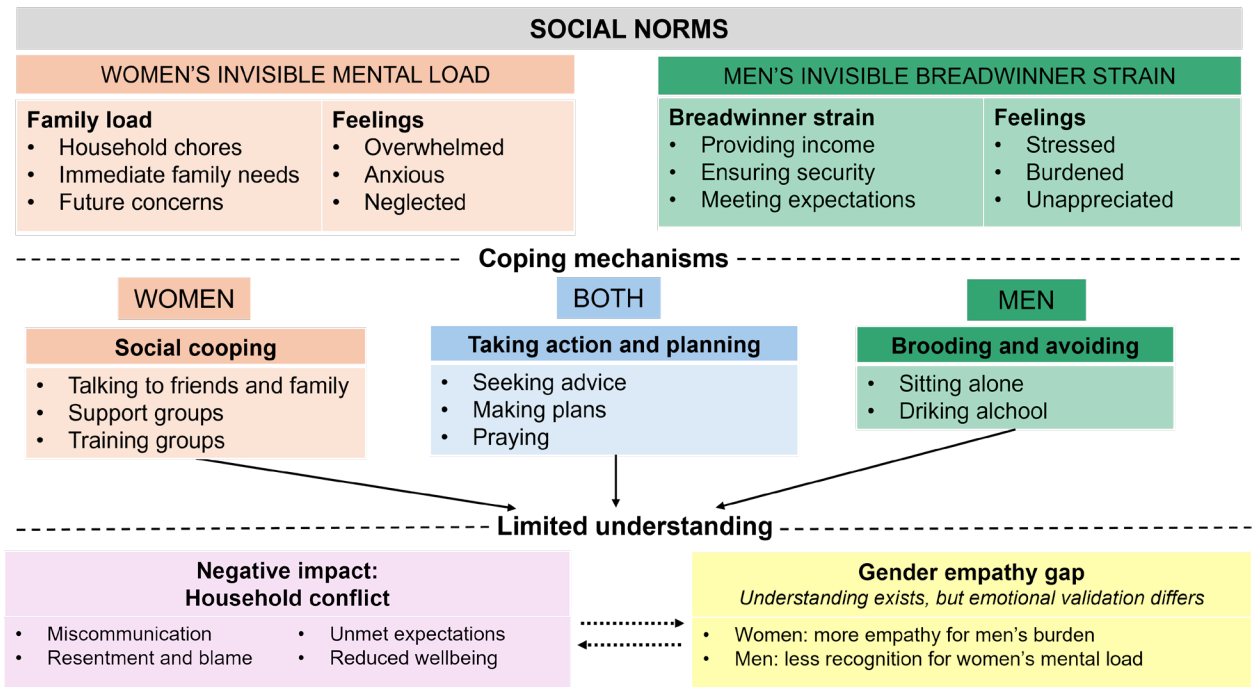 SOCIAL NORMS
WOMEN'S INVISIBLE MENTAL LOAD
Family load
• Household chores
• Immediate family needs
• Future concerns
Feelings
• Overwhelmed
• Anxious
• Neglected
MEN'S INVISIBLE BREADWINNER STRAIN
Breadwinner strain
• Providing income
• Ensuring security
• Meeting expectations
Feelings
• Stressed
• Burdened
• Unappreciated
Coping mechanisms
WOMEN
Social cooping
• Talking to friends and family
• Support groups
• Training groups
BOTH
Taking action and planning
• Seeking advice
• Making plans
• Praying
MEN
Brooding and avoiding
• Sitting alone
• Driking alchool
Limited understanding
Negative impact:
Household conflict
• Miscommunication
• Resentment and blame
• Unmet expectations
• Reduced wellbeing
Gender empathy gap
Understanding exists, but emotional validation differs
• Women: more empathy for men's burden
• Men: less recognition for women's mental load